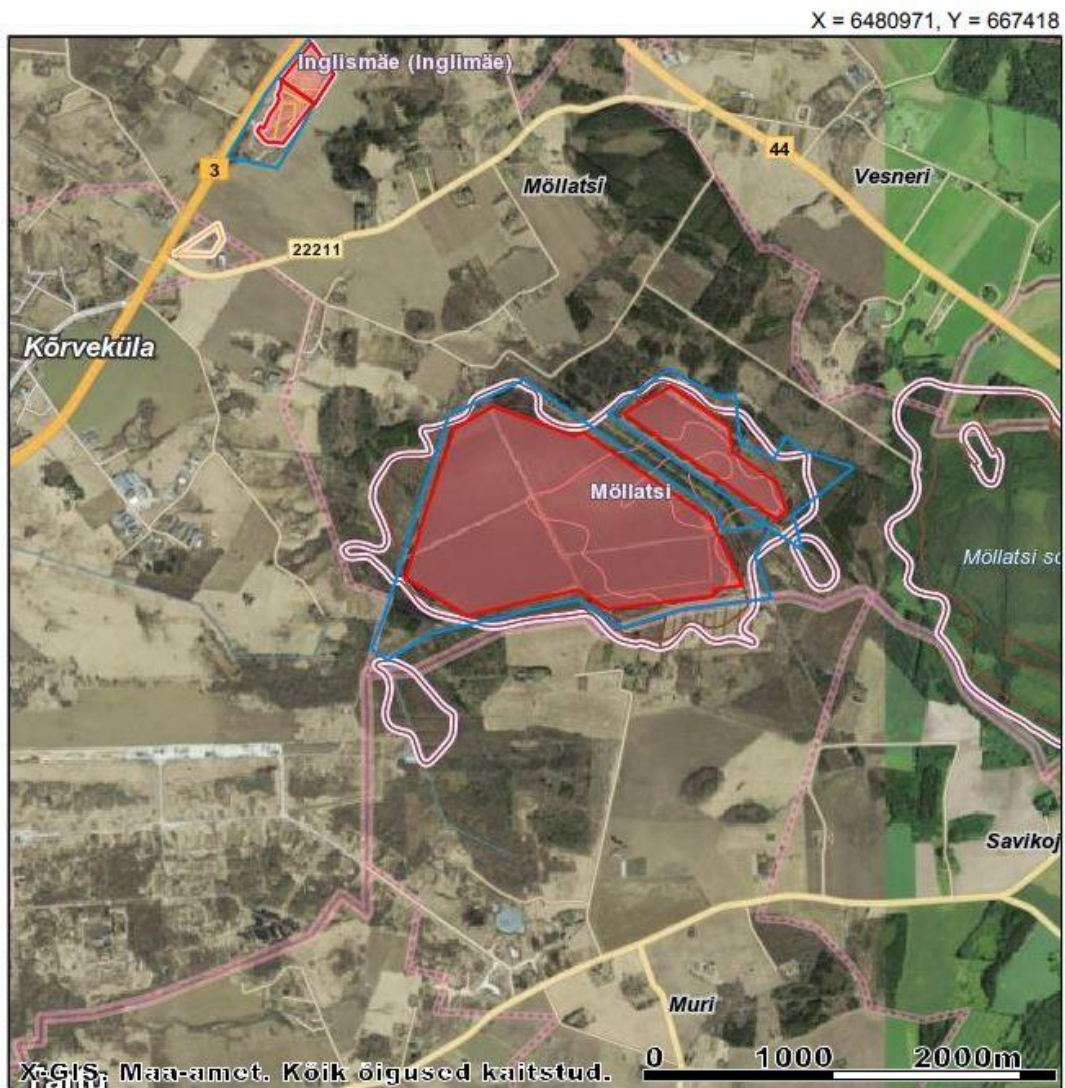 X = 6480971, Y = 667418
Inglismäe (Inglimäe)
3
44
Möllatsi
Vesneri
22211
Kõrveküla
Möllatsi
Möllatsi so
Savikoj
Muri
0 1000 2000m
X-GIS. Maa-amet. Kõik õigused kaitstud.